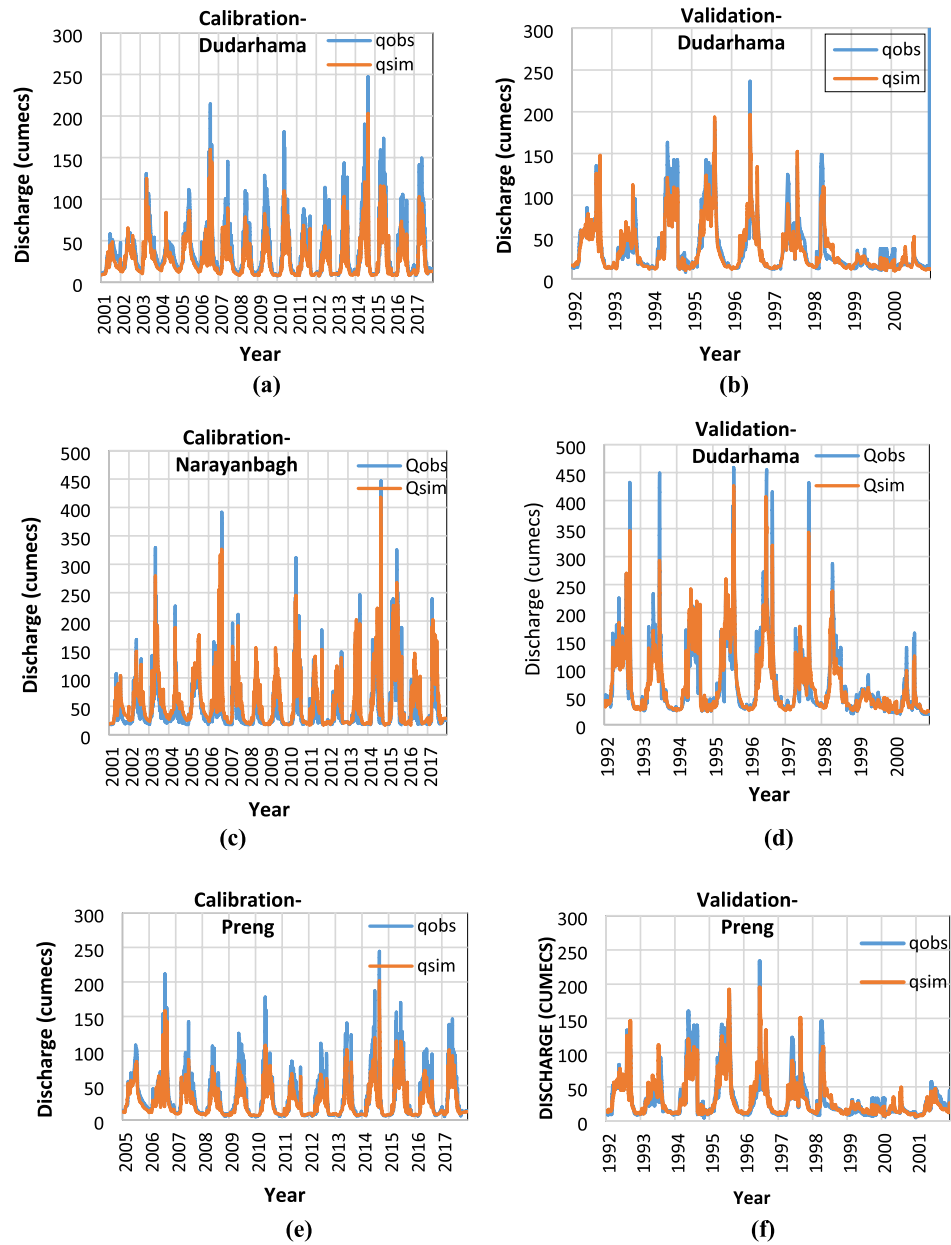 Calibration-
Dudarhama
qobs
qsim
300
250
200
150
100
50
0
Discharge (cumecs)
2001
2002
2003
2004
2005
2006
2007
2008
2009
2010
2011
2012
2013
2014
2015
2016
2017
Year
(a)
Validation-
Dudarhama
qobs
qsim
300
250
200
150
100
50
0
Discharge (cumecs)
1992
1993
1994
1995
1996
1997
1998
1999
2000
Year
(b)
Calibration-
Narayanbagh
Qobs
Qsim
500
450
400
350
300
250
200
150
100
50
0
Discharge (cumecs)
2001
2002
2003
2004
2005
2006
2007
2008
2009
2010
2011
2012
2013
2014
2015
2016
2017
Year
(c)
Validation-
Dudarhama
Qobs
Qsim
500
450
400
350
300
250
200
150
100
50
0
Discharge (cumecs)
1992
1993
1994
1995
1996
1997
1998
1999
2000
Year
(d)
Calibration-
Preng
qobs
qsim
300
250
200
150
100
50
0
Discharge (cumecs)
2005
2006
2007
2008
2009
2010
2011
2012
2013
2014
2015
2016
2017
Year
(e)
Validation-
Preng
qobs
qsim
300
250
200
150
100
50
0
DISCHARGE (CUMECS)
1992
1993
1994
1995
1996
1997
1998
1999
2000
2001
Year
(f)